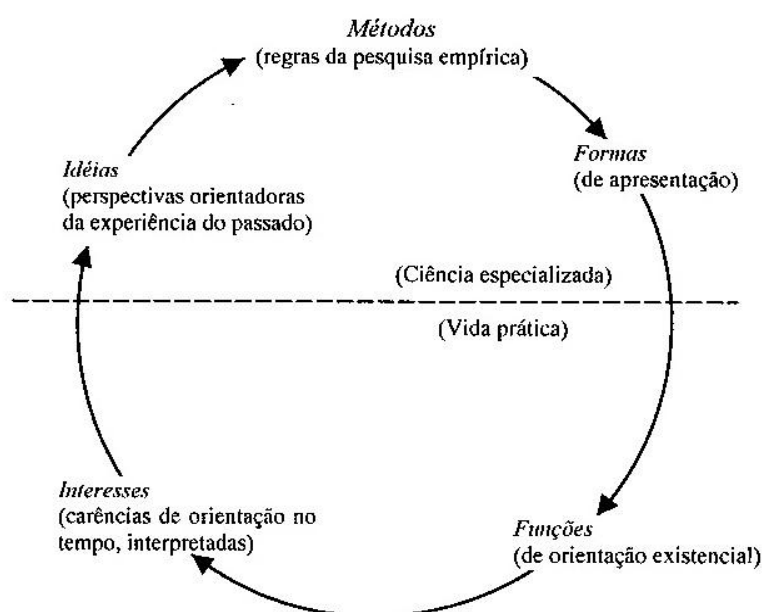 Métodos
(regras da pesquisa empírica)
Formas
(de apresentação)
Idéias
(perspectivas orientadoras
da experiência do passado)
(Ciência especializada)
(Vida prática)
Interesses
(carências de orientação no
tempo, interpretadas)
Funções
(de orientação existencial)